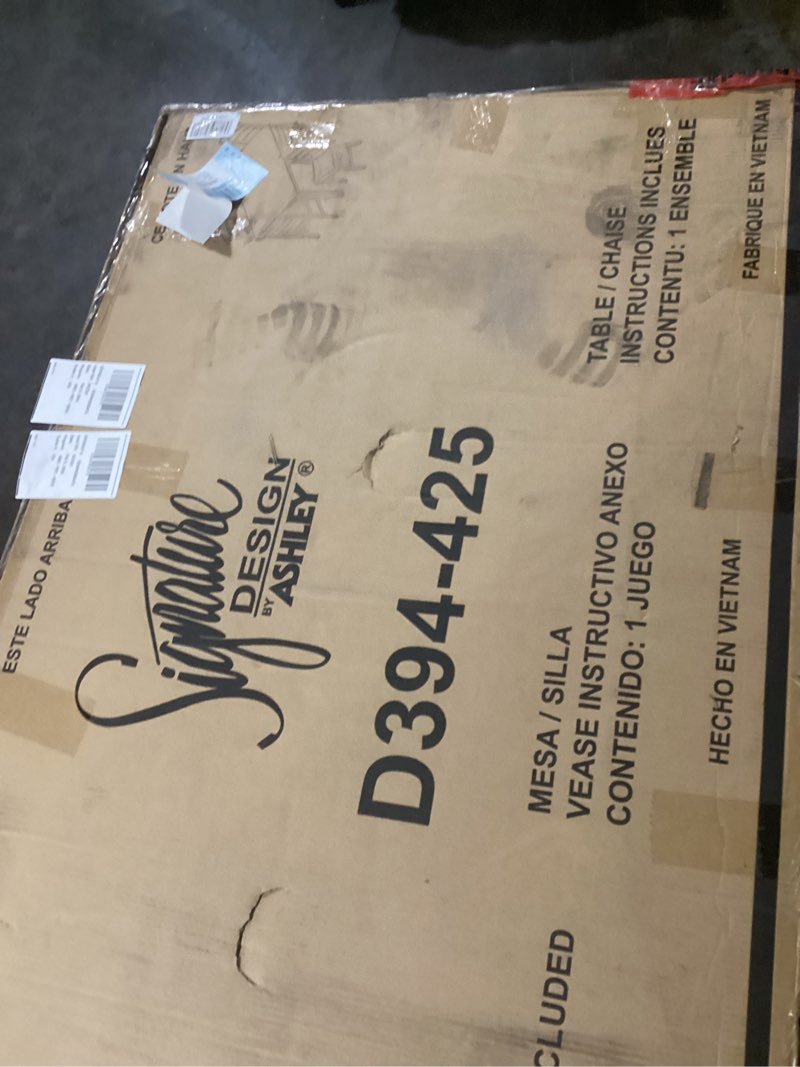 ESTE LADO ARRIBA
Signature
DESIGN
BY ASHLEY ®
D394-425
MESA / SILLA
VEASE INSTRUCTIVO ANEXO
CONTENIDO: 1 JUEGO
HECHO EN VIETNAM
TABLE / CHAISE
INSTRUCTIONS INCLUES
CONTENTU: 1 ENSEMBLE
FABRIQUE EN VIETNAM
CLUDED